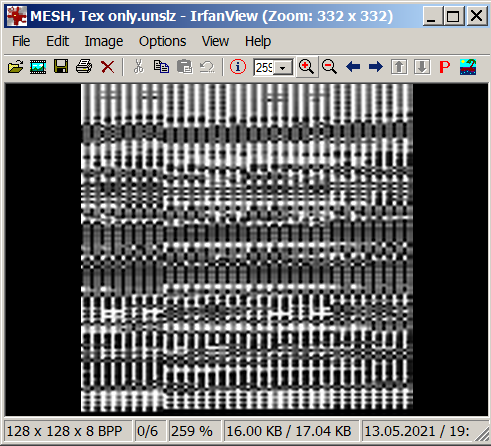 MESH, Tex only.unslz - IrfanView (Zoom: 332 x 332)
File Edit Image Options View Help
259
128 x 128 x 8 BPP 0/6 259 % 16.00 KB / 17.04 KB 13.05.2021 / 19: